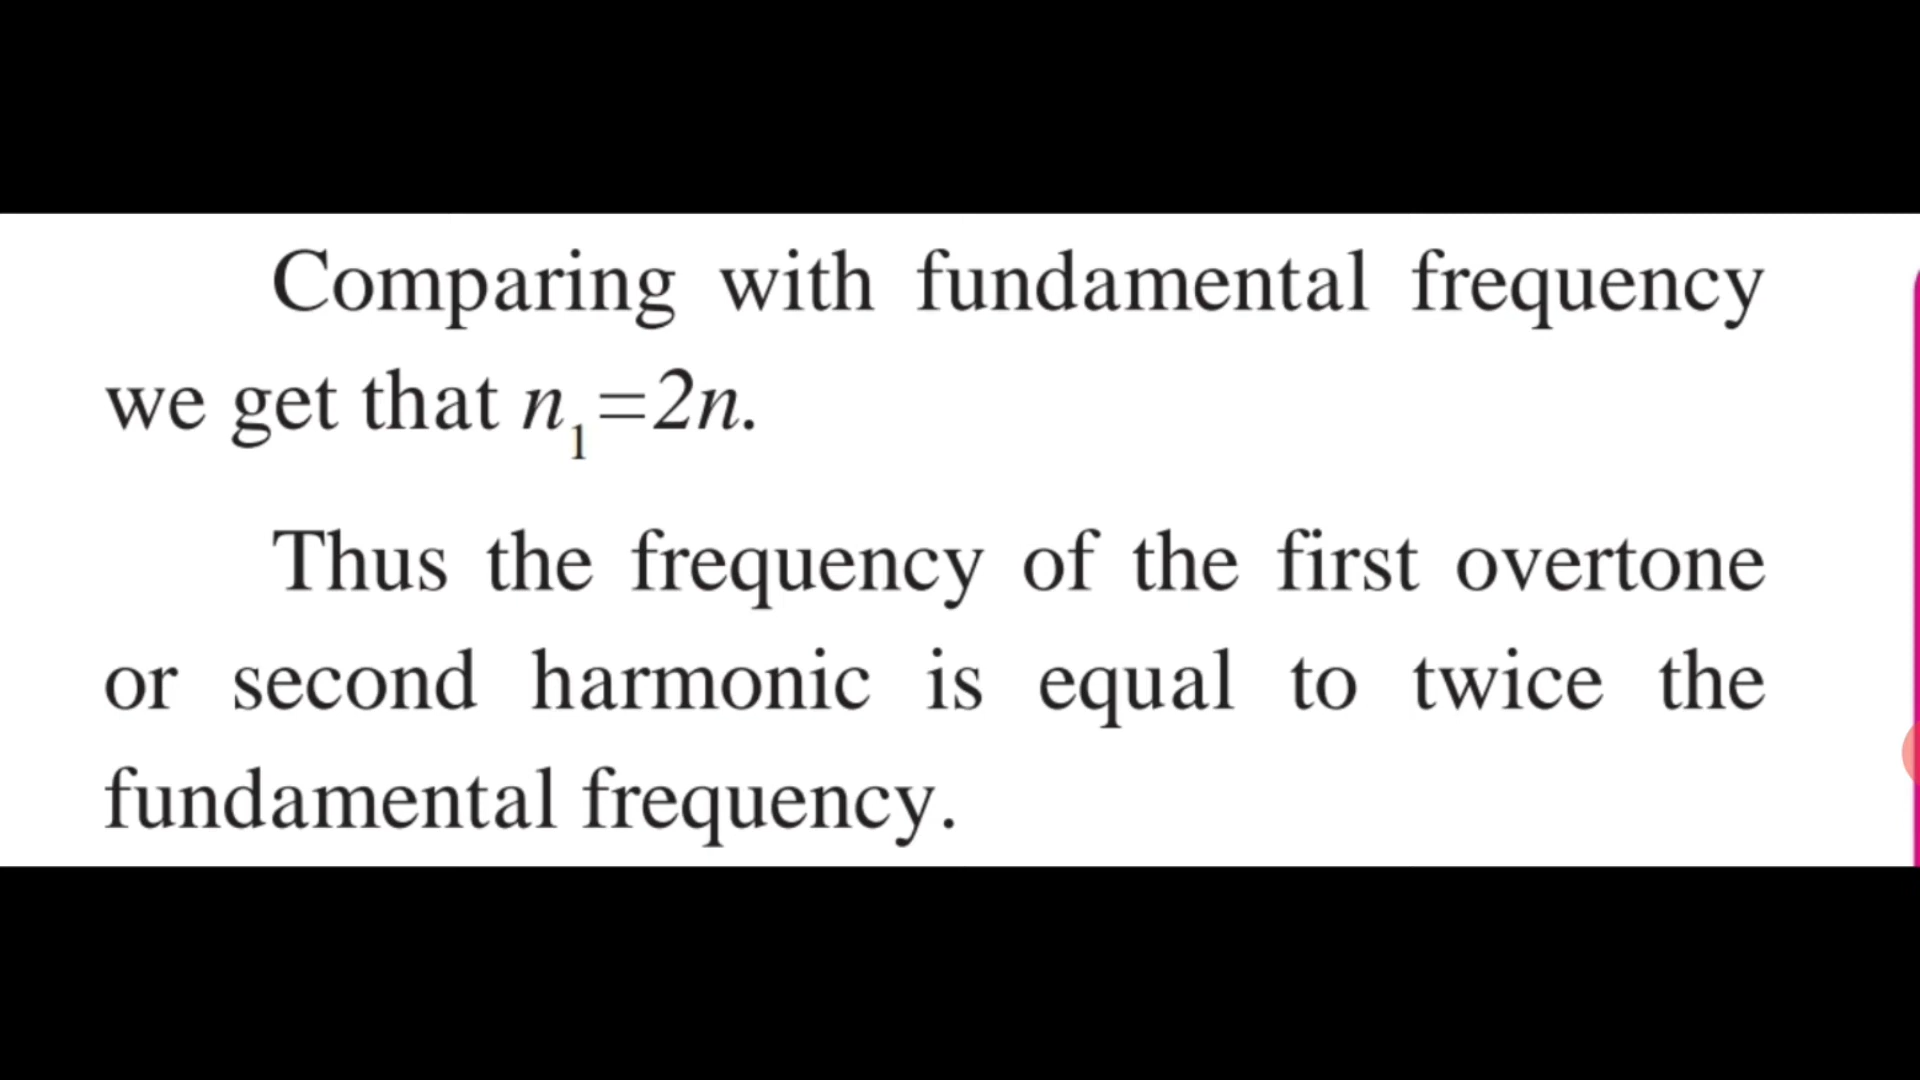 Comparing with fundamental frequency
we get that n₁=2n.
Thus the frequency of the first overtone
or second harmonic is equal to twice the
fundamental frequency.